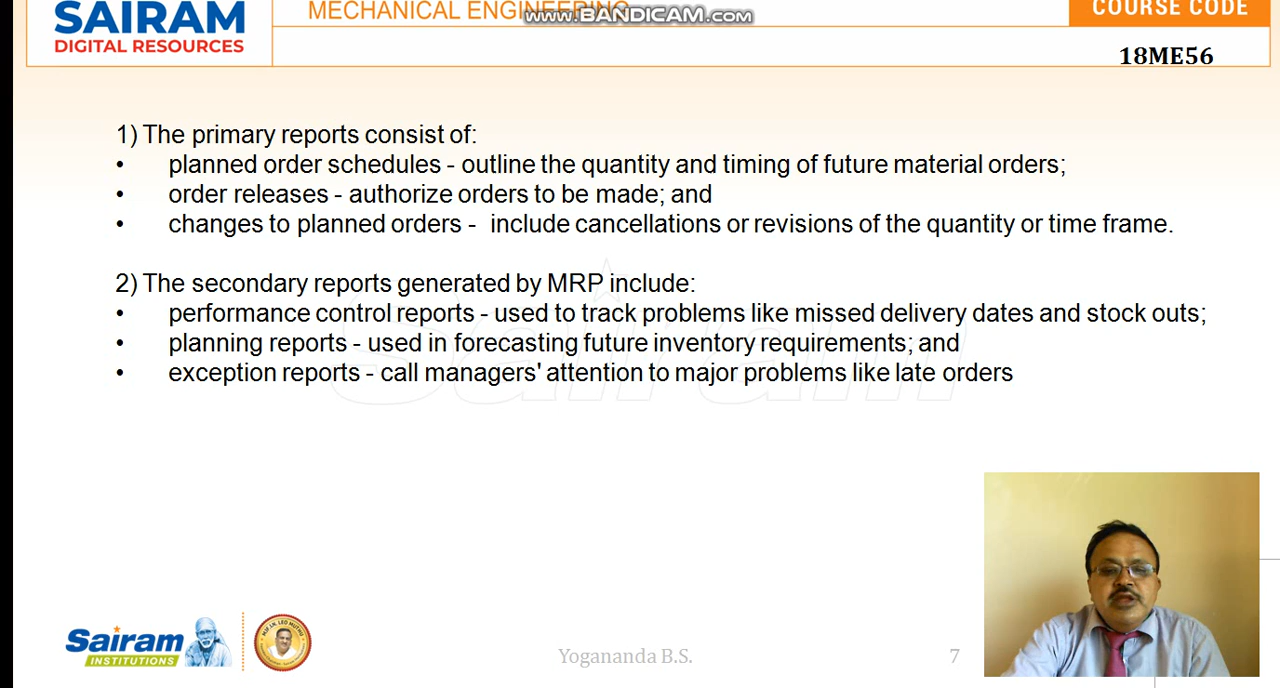 SAIRAM
DIGITAL RESOURCES
MECHANICAL ENGINEERING
www.BANDICAM.com
COURSE CODE
18ME56
1) The primary reports consist of:
• planned order schedules - outline the quantity and timing of future material orders;
• order releases - authorize orders to be made; and
• changes to planned orders - include cancellations or revisions of the quantity or time frame.
2) The secondary reports generated by MRP include:
• performance control reports - used to track problems like missed delivery dates and stock outs;
• planning reports - used in forecasting future inventory requirements; and
• exception reports - call managers' attention to major problems like late orders
Sairam
Sairam
INSTITUTIONS
Yogananda B.S.
7